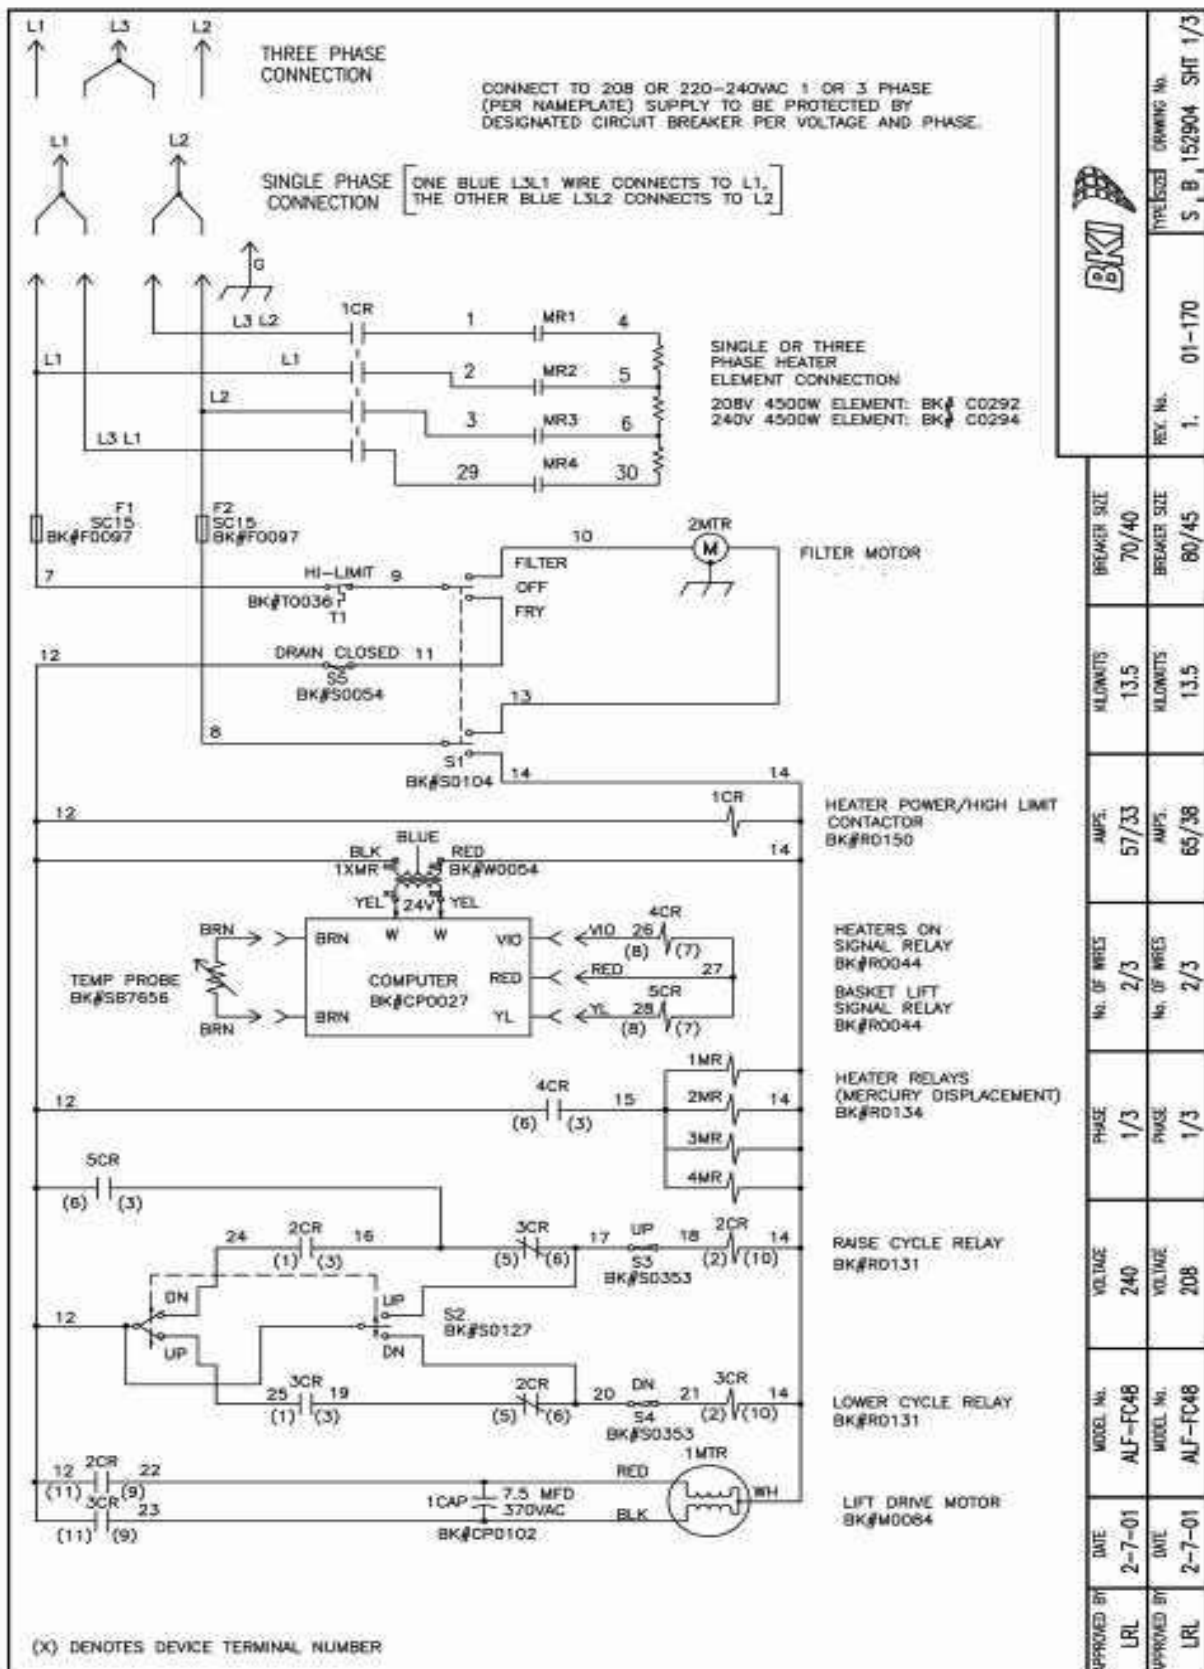 L1 L3 L2
THREE PHASE
CONNECTION
CONNECT TO 208 OR 220-240VAC 1 OR 3 PHASE
(PER NAMEPLATE) SUPPLY TO BE PROTECTED BY
DESIGNATED CIRCUIT BREAKER PER VOLTAGE AND PHASE.
L1 L2
SINGLE PHASE
CONNECTION
ONE BLUE L3L1 WIRE CONNECTS TO L1,
THE OTHER BLUE L3L2 CONNECTS TO L2
G
L3 L2 1CR 1 MR1 4
L1 L1 2 MR2 5
L2 3 MR3 6
L3 L1 29 MR4 30
SINGLE OR THREE
PHASE HEATER
ELEMENT CONNECTION
208V 4500W ELEMENT: BK# C0292
240V 4500W ELEMENT: BK# C0294
F1
SC15
BK#F0097
F2
SC15
BK#F0097
10 2MTR
M
FILTER MOTOR
7 HI-LIMIT 9
BK#T0036
T1
FILTER
OFF
FRY
12 DRAIN CLOSED 11
S5
BK#S0054
13
8
S1
BK#S0104
14 14
12 1CR
HEATER POWER/HIGH LIMIT
CONTACTOR
BK#R0150
BLUE
BLK RED 14
1XMR BK#W0054
YEL 24V YEL
BRN BRN W W VIO VIO 26 4CR
(8) (7)
TEMP PROBE
BK#SB7656
COMPUTER
BK#CP0027
RED RED 27
BRN BRN YL YL 28 5CR
(8) (7)
HEATERS ON
SIGNAL RELAY
BK#R0044
BASKET LIFT
SIGNAL RELAY
BK#R0044
1MR
12 4CR 15 2MR 14
(6) (3)
3MR
4MR
HEATER RELAYS
(MERCURY DISPLACEMENT)
BK#R0134
5CR
(6) (3)
24 2CR 16 3CR 17 UP 18 2CR 14
(1) (3) (5) (6) S3 (2) (10)
BK#S0353
RAISE CYCLE RELAY
BK#R0131
DN UP
12 S2
BK#S0127
UP DN
25 3CR 19 2CR 20 DN 21 3CR 14
(1) (3) (5) (6) S4 (2) (10)
BK#S0353
LOWER CYCLE RELAY
BK#R0131
12 2CR 22 RED 1MTR
(11) (9)
3CR 23 1CAP 7.5 MFD
370VAC
BLK WH
(11) (9) BK#CP0102
LIFT DRIVE MOTOR
BK#M0084
(X) DENOTES DEVICE TERMINAL NUMBER
BKI
APPROVED BY DATE MODEL No. VOLTAGE PHASE No. OF WIRES AMPS. KILOWATTS BREAKER SIZE
LRL 2-7-01 ALF-FC48 240 1/3 2/3 57/33 13.5 70/40
APPROVED BY DATE MODEL No. VOLTAGE PHASE No. OF WIRES AMPS. KILOWATTS BREAKER SIZE REV. No. TYPE SIZE DRAWING No.
LRL 2-7-01 ALF-FC48 208 1/3 2/3 65/38 13.5 80/45 1. 01-170 S B 152904 SHT 1/3